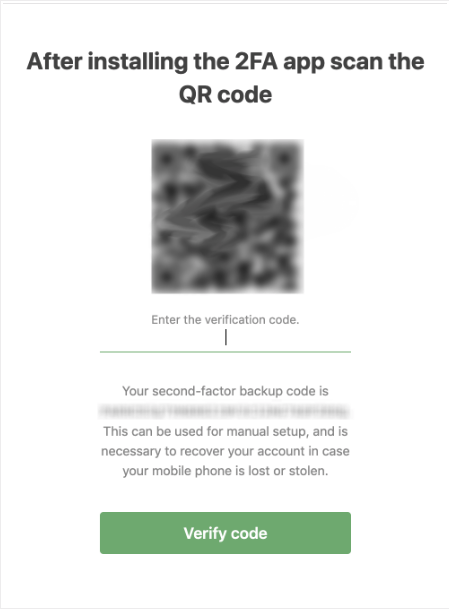 After installing the 2FA app scan the
QR code
Enter the verification code.
Your second-factor backup code is
This can be used for manual setup, and is
necessary to recover your account in case
your mobile phone is lost or stolen.
Verify code